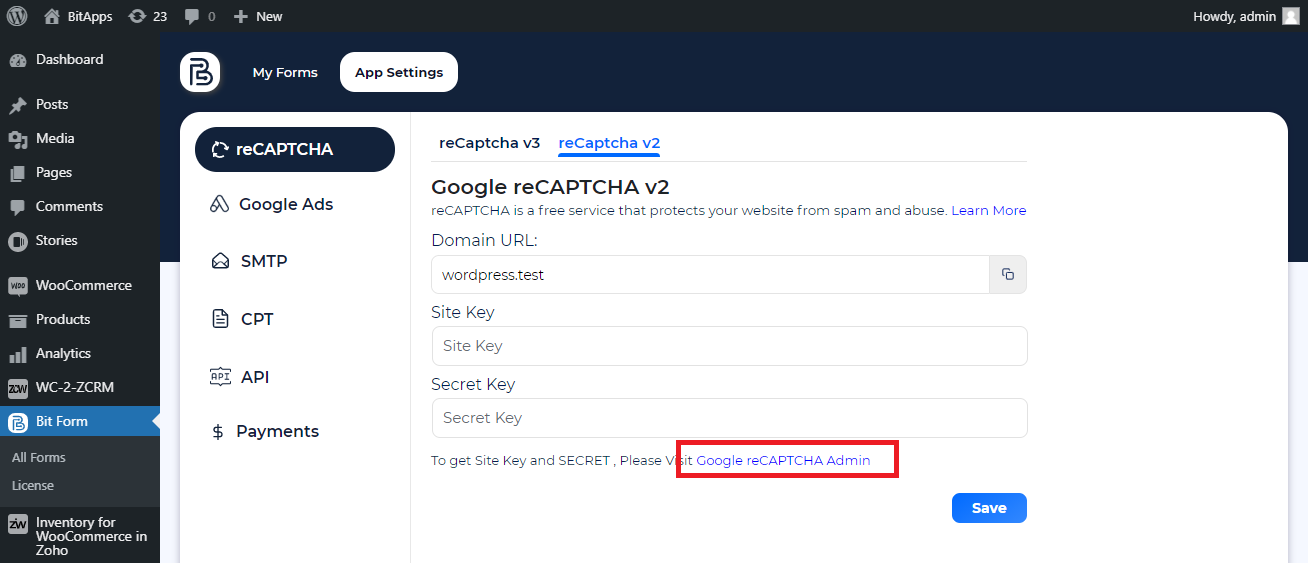 BitApps 23 0 New Howdy, admin
Dashboard
Posts
Media
Pages
Comments
Stories
WOO WooCommerce
Products
Analytics
ZCW WC-2-ZCRM
Bit Form
All Forms
License
ZIW Inventory for
WooCommerce in
Zoho
My Forms App Settings
reCAPTCHA
Google Ads
SMTP
CPT
API API
Payments
reCaptcha v3 reCaptcha v2
Google reCAPTCHA v2
reCAPTCHA is a free service that protects your website from spam and abuse. Learn More
Domain URL:
wordpress.test
Site Key
Site Key
Secret Key
Secret Key
To get Site Key and SECRET , Please Visit Google reCAPTCHA Admin
Save